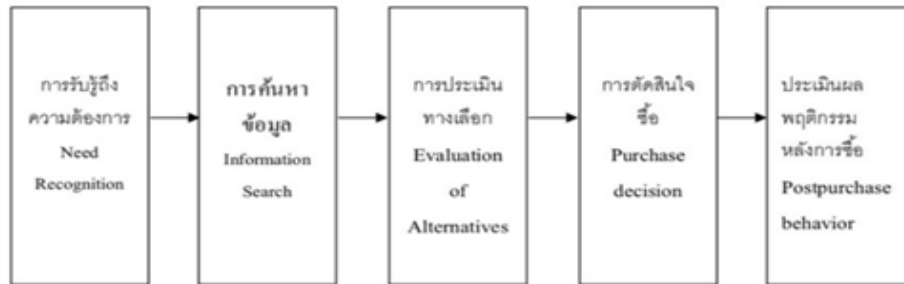 การรับรู้ถึง
ความต้องการ
Need
Recognition
การค้นหา
ข้อมูล
Information
Search
การประเมิน
ทางเลือก
Evaluation
of
Alternatives
การตัดสินใจ
ซื้อ
Purchase
decision
ประเมินผล
พฤติกรรม
หลังการซื้อ
Postpurchase
behavior